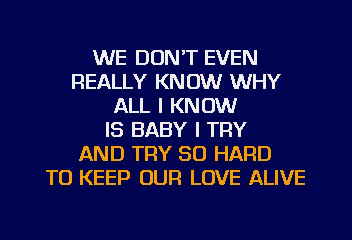 WE DON'T EVEN
REALLY KNOW WHY
ALL I KNOW
IS BABY I TRY
AND TRY SO HARD
TO KEEP OUR LOVE ALIVE